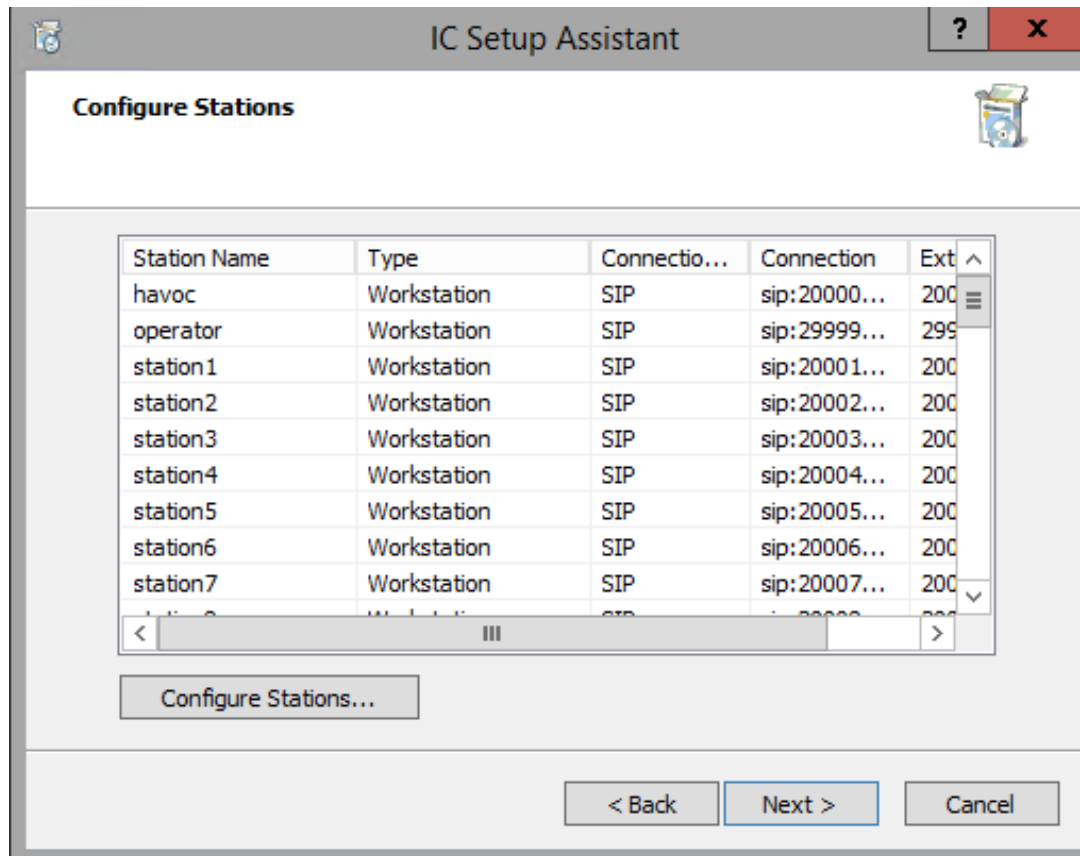 IC Setup Assistant
? x
Configure Stations
Station Name Type Connectio... Connection Ext
havoc Workstation SIP sip:20000... 200
operator Workstation SIP sip:29999... 299
station1 Workstation SIP sip:20001... 200
station2 Workstation SIP sip:20002... 200
station3 Workstation SIP sip:20003... 200
station4 Workstation SIP sip:20004... 200
station5 Workstation SIP sip:20005... 200
station6 Workstation SIP sip:20006... 200
station7 Workstation SIP sip:20007... 200
Configure Stations...
< Back Next > Cancel